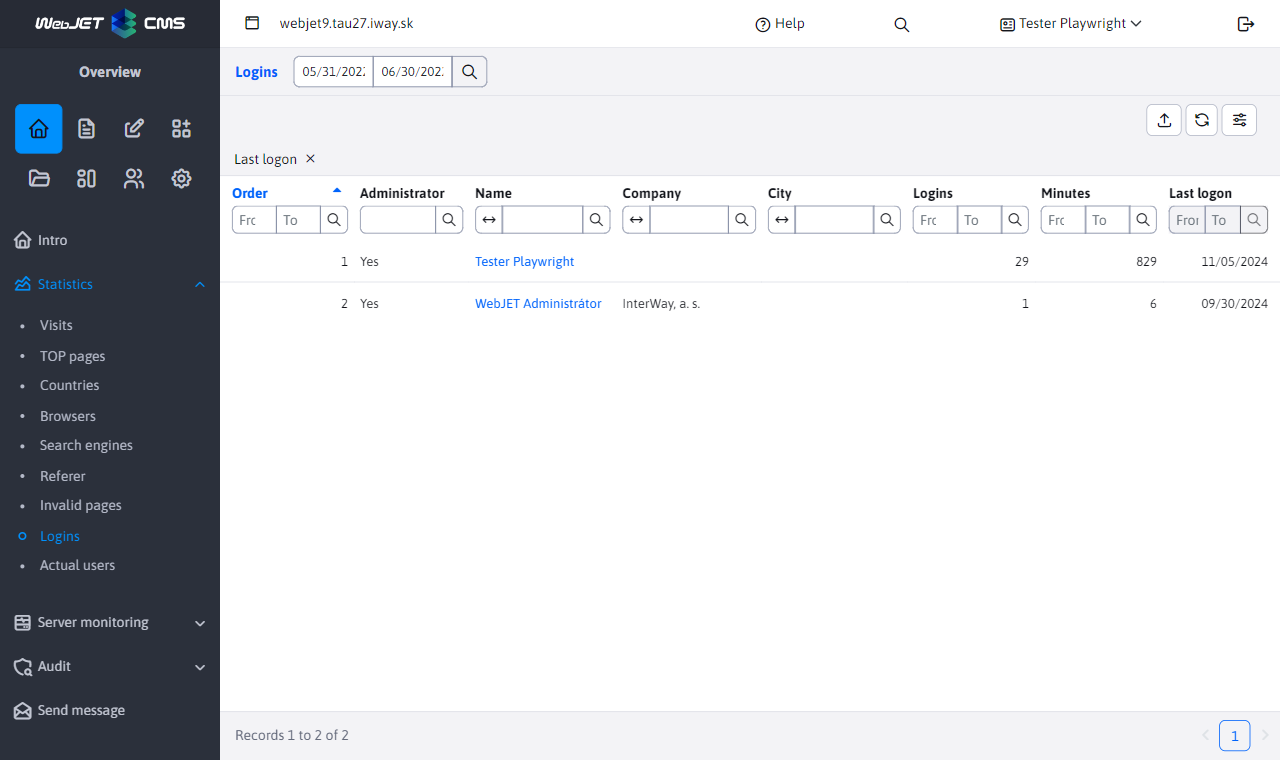 WebJET CMS
webjet9.tau27.iway.sk
Help
Tester Playwright
Overview
Logins
05/31/202
06/30/202
Last logon ×
Order
Administrator
Name
Company
City
Logins
Minutes
Last logon
To
To
To
To
1 Yes Tester Playwright 29 829 11/05/2024
2 Yes WebJET Administrátor InterWay, a. s. 1 6 09/30/2024
Intro
Statistics
Visits
TOP pages
Countries
Browsers
Search engines
Referer
Invalid pages
Logins
Actual users
Server monitoring
Audit
Send message
Records 1 to 2 of 2
1